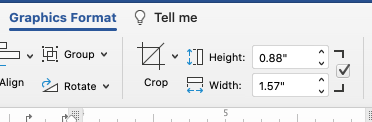 Graphics Format Tell me
Group Height: 0.88"
Align Rotate Crop Width: 1.57"
5